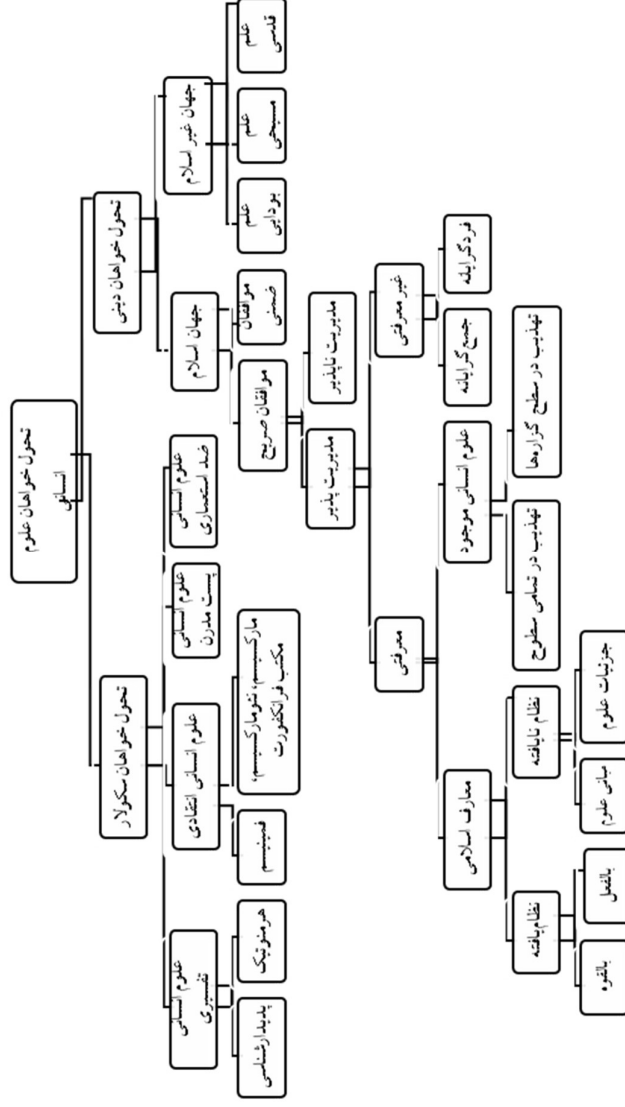 تحول خواهان علوم
انسانی
تحول خواهان دینی
تحول خواهان سکولار
جهان غیر اسلام
جهان اسلام
ضد استعماری
علوم انسانی
پست مدرن
علوم انسانی
علوم انسانی انتقادی
علوم انسانی
تفسیری
علم
قدسی
علم
مسیحی
علم
بودایی
موافقان
ضمنی
موافقان صریح
مارکسیسم، نئومارکسیسم،
مکتب فرانکفورت
فمینیسم
هرمنوتیک
پدیدارشناسی
مدیریت ناپذیر
مدیریت پذیر
غیر معرفتی
معرفتی
فردگرایانه
جمع گرایانه
علوم انسانی موجود
معارف اسلامی
تهذیب در سطح گزاره‌ها
تهذیب در تمامی سطوح
نظام نایافته
نظام‌یافته
جزئیات علوم
مبانی علوم
بالفعل
بالقوه